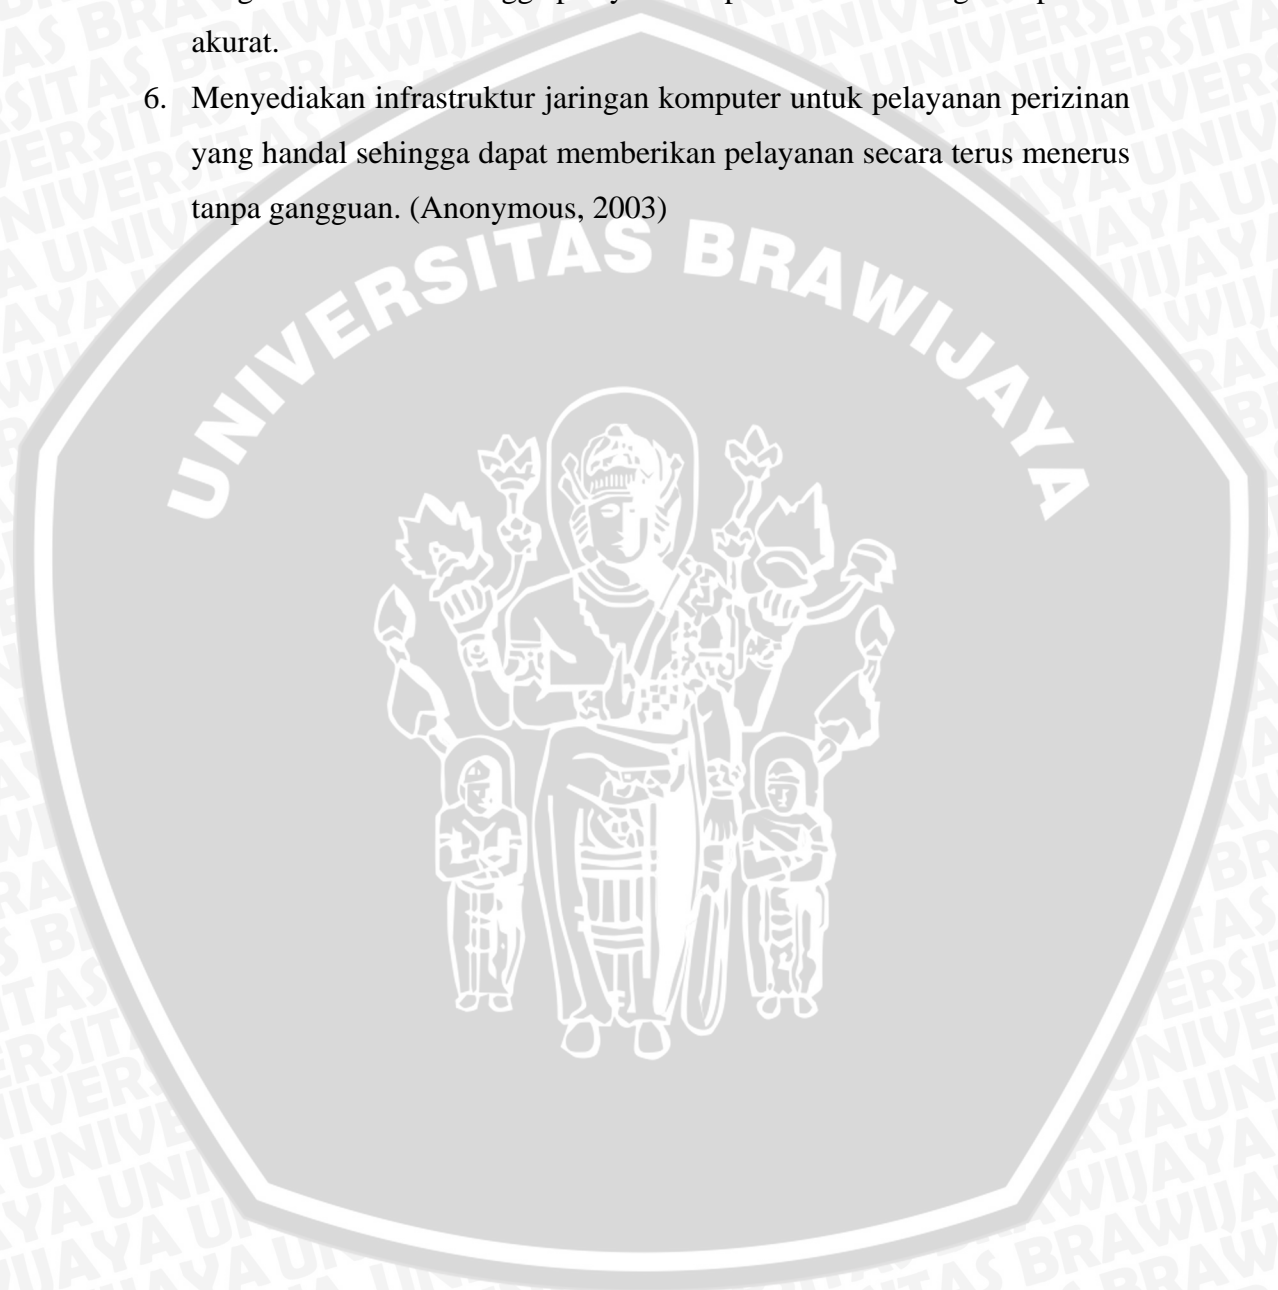 akurat.
6. Menyediakan infrastruktur jaringan komputer untuk pelayanan perizinan
yang handal sehingga dapat memberikan pelayanan secara terus menerus
tanpa gangguan. (Anonymous, 2003)
UNIVERSITAS BRAWIJAYA